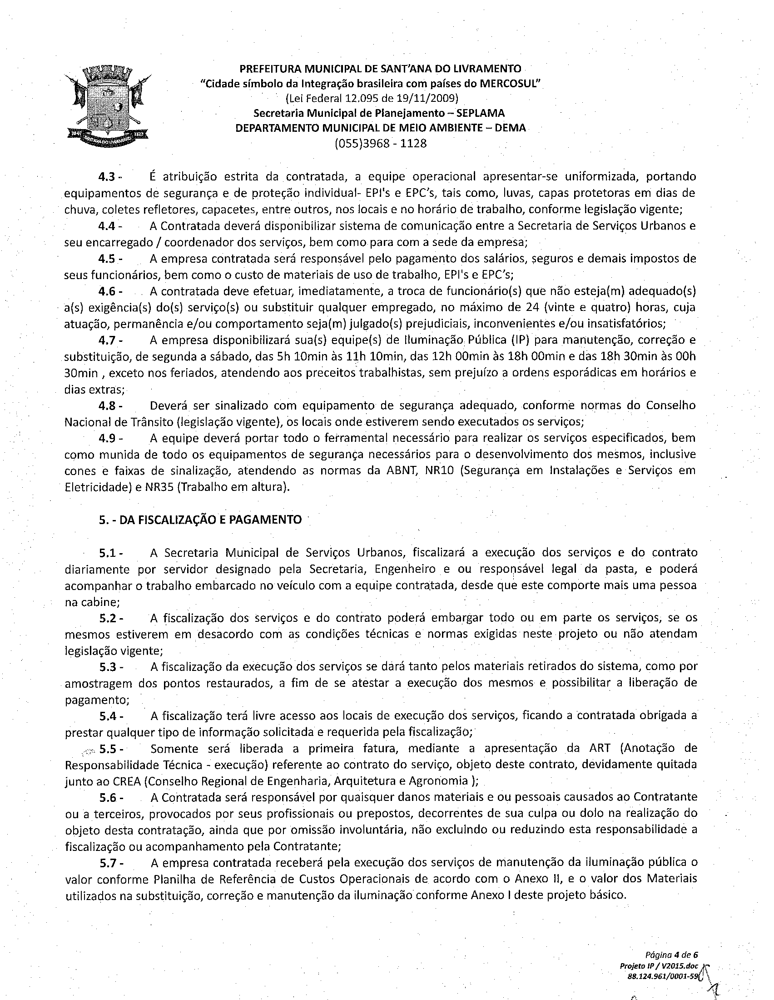 PREFEITURA MUNICIPAL DE SANT'ANA DO LIVRAMENTO
"Cidade símbolo da Integração brasileira com países do MERCOSUL"
(Lei Federal 12.095 de 19/11/2009)
Secretaria Municipal de Planejamento – SEPLAMA
DEPARTAMENTO MUNICIPAL DE MEIO AMBIENTE – DEMA
(055)3968 - 1128
4.3 - É atribuição estrita da contratada, a equipe operacional apresentar-se uniformizada, portando
equipamentos de segurança e de proteção individual- EPI's e EPC's, tais como, luvas, capas protetoras em dias de
chuva, coletes refletores, capacetes, entre outros, nos locais e no horário de trabalho, conforme legislação vigente;
4.4 - A Contratada deverá disponibilizar sistema de comunicação entre a Secretaria de Serviços Urbanos e
seu encarregado / coordenador dos serviços, bem como para com a sede da empresa;
4.5 - A empresa contratada será responsável pelo pagamento dos salários, seguros e demais impostos de
seus funcionários, bem como o custo de materiais de uso de trabalho, EPI's e EPC's;
4.6 - A contratada deve efetuar, imediatamente, a troca de funcionário(s) que não esteja(m) adequado(s)
a(s) exigência(s) do(s) serviço(s) ou substituir qualquer empregado, no máximo de 24 (vinte e quatro) horas, cuja
atuação, permanência e/ou comportamento seja(m) julgado(s) prejudiciais, inconvenientes e/ou insatisfatórios;
4.7 - A empresa disponibilizará sua(s) equipe(s) de Iluminação Pública (IP) para manutenção, correção e
substituição, de segunda a sábado, das 5h 10min às 11h 10min, das 12h 00min às 18h 00min e das 18h 30min às 00h
30min , exceto nos feriados, atendendo aos preceitos trabalhistas, sem prejuízo a ordens esporádicas em horários e
dias extras;
4.8 - Deverá ser sinalizado com equipamento de segurança adequado, conforme normas do Conselho
Nacional de Trânsito (legislação vigente), os locais onde estiverem sendo executados os serviços;
4.9 - A equipe deverá portar todo o ferramental necessário para realizar os serviços especificados, bem
como munida de todo os equipamentos de segurança necessários para o desenvolvimento dos mesmos, inclusive
cones e faixas de sinalização, atendendo as normas da ABNT, NR10 (Segurança em Instalações e Serviços em
Eletricidade) e NR35 (Trabalho em altura).
5. - DA FISCALIZAÇÃO E PAGAMENTO
5.1 - A Secretaria Municipal de Serviços Urbanos, fiscalizará a execução dos serviços e do contrato
diariamente por servidor designado pela Secretaria, Engenheiro e ou responsável legal da pasta, e poderá
acompanhar o trabalho embarcado no veículo com a equipe contratada, desde que este comporte mais uma pessoa
na cabine;
5.2 - A fiscalização dos serviços e do contrato poderá embargar todo ou em parte os serviços, se os
mesmos estiverem em desacordo com as condições técnicas e normas exigidas neste projeto ou não atendam
legislação vigente;
5.3 - A fiscalização da execução dos serviços se dará tanto pelos materiais retirados do sistema, como por
amostragem dos pontos restaurados, a fim de se atestar a execução dos mesmos e possibilitar a liberação de
pagamento;
5.4 - A fiscalização terá livre acesso aos locais de execução dos serviços, ficando a contratada obrigada a
prestar qualquer tipo de informação solicitada e requerida pela fiscalização;
5.5 - Somente será liberada a primeira fatura, mediante a apresentação da ART (Anotação de
Responsabilidade Técnica - execução) referente ao contrato do serviço, objeto deste contrato, devidamente quitada
junto ao CREA (Conselho Regional de Engenharia, Arquitetura e Agronomia );
5.6 - A Contratada será responsável por quaisquer danos materiais e ou pessoais causados ao Contratante
ou a terceiros, provocados por seus profissionais ou prepostos, decorrentes de sua culpa ou dolo na realização do
objeto desta contratação, ainda que por omissão involuntária, não excluindo ou reduzindo esta responsabilidade a
fiscalização ou acompanhamento pela Contratante;
5.7 - A empresa contratada receberá pela execução dos serviços de manutenção da iluminação pública o
valor conforme Planilha de Referência de Custos Operacionais de acordo com o Anexo II, e o valor dos Materiais
utilizados na substituição, correção e manutenção da iluminação conforme Anexo I deste projeto básico.
Página 4 de 6
Projeto IP / V2015.doc
88.124.961/0001-59